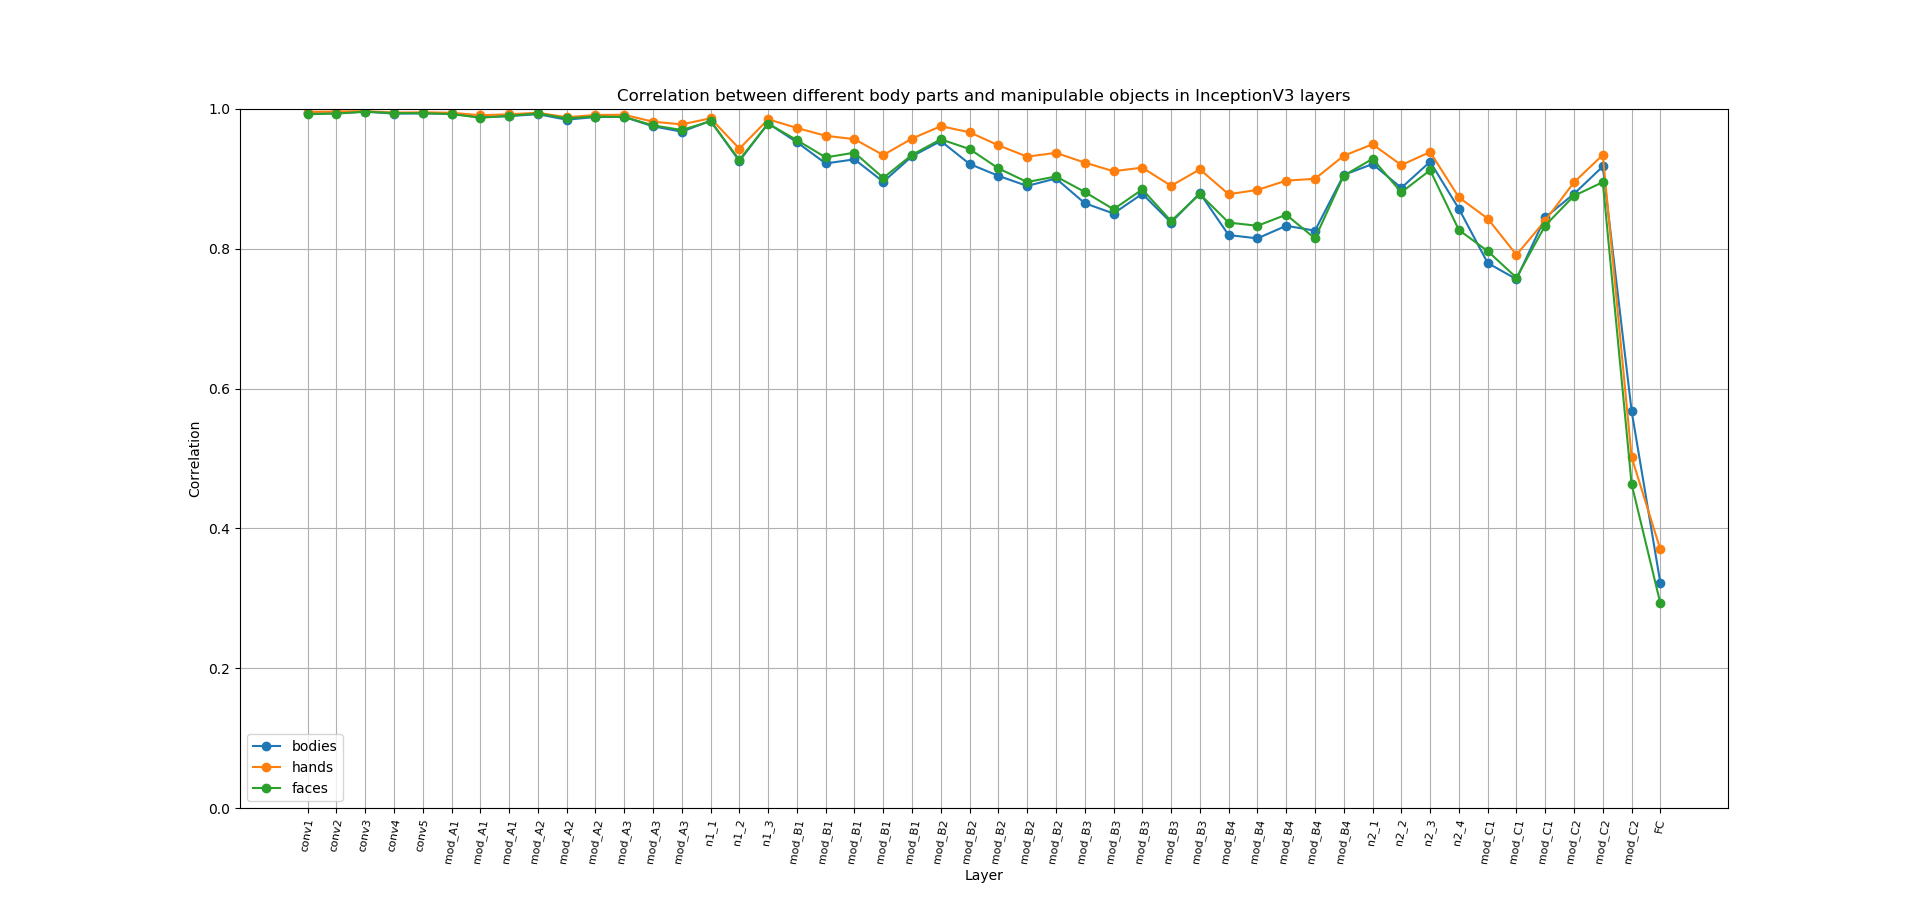 Correlation between different body parts and manipulable objects in InceptionV3 layers
1.0
0.8
0.6
0.4
0.2
0.0
Correlation
bodies
hands
faces
conv1
conv2
conv3
conv4
conv5
mod_A1
mod_A1
mod_A1
mod_A2
mod_A2
mod_A2
mod_A3
mod_A3
mod_A3
n1_1
n1_2
n1_3
mod_B1
mod_B1
mod_B1
mod_B1
mod_B1
mod_B2
mod_B2
mod_B2
mod_B2
mod_B2
mod_B3
mod_B3
mod_B3
mod_B3
mod_B3
mod_B4
mod_B4
mod_B4
mod_B4
mod_B4
n2_1
n2_2
n2_3
n2_4
mod_C1
mod_C1
mod_C1
mod_C2
mod_C2
mod_C2
FC
Layer